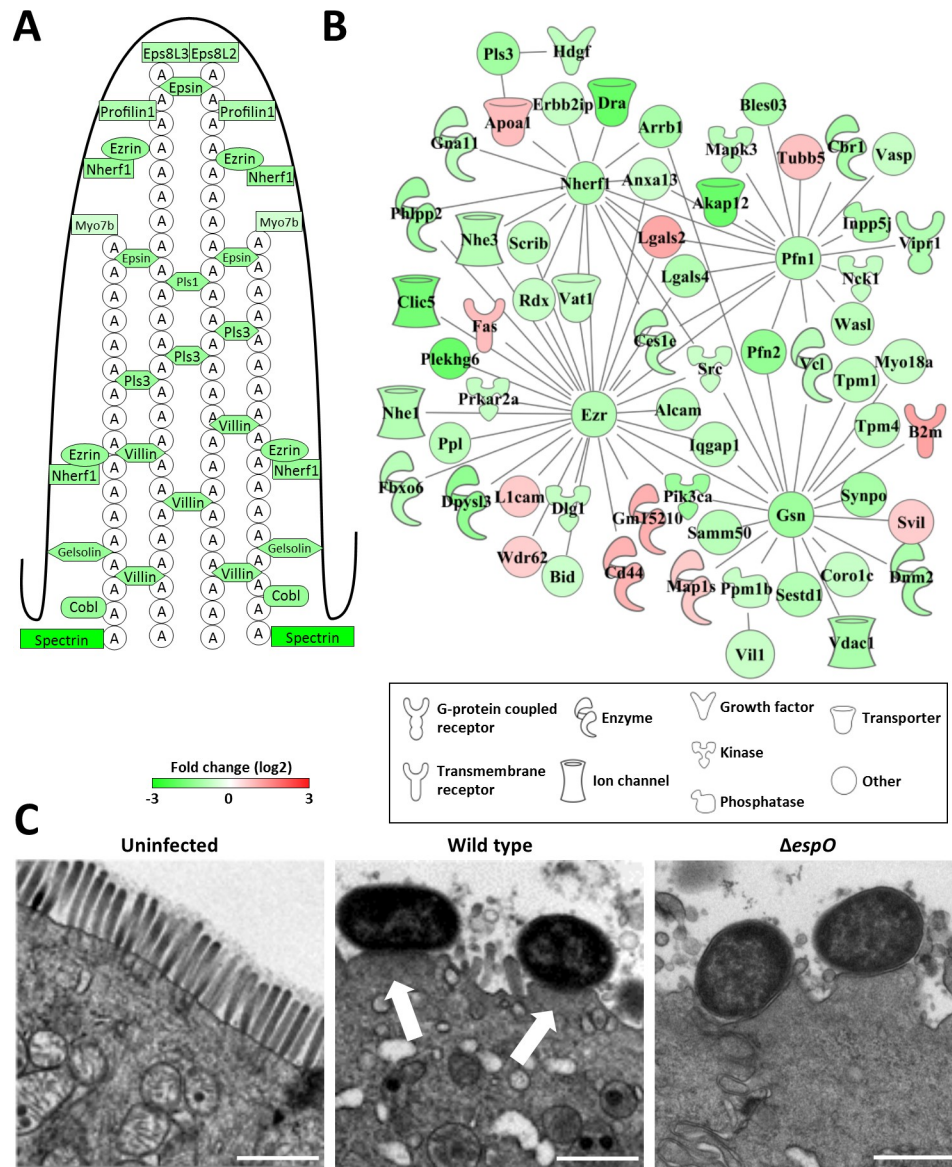 A
Eps8L3 Eps8L2
A A
Epsin
A A
Profilin1 A A Profilin1
A A
Ezrin A A Ezrin
Nherf1 A A Nherf1
A A
Myo7b A A Myo7b
A A A A
Epsin Epsin
A A Pls1 A A
A A A A
Pls3
A A Pls3 A A
Pls3
A A A A
Villin
Ezrin A Villin A A A Ezrin
Nherf1 Nherf1
A A Villin A A
Gelsolin A A A A Gelsolin
Villin Villin
Cobl A A A A Cobl
Spectrin A A A A Spectrin
B
Pls3 Hdgf
Apoa1 Erbb2ip Dra
Gna11 Arrb1
Bles03
Mapk3 Tubb5 Cbr1 Vasp
Nherf1 Anxa13
Phlpp2 Akap12
Inpp5j Vipr1
Nhe3 Scrib Lgals2
Pfn1
Nck1
Lgals4
Clic5 Rdx Vat1
Fas Wasl
Ces1e
Plekhg6 Pfn2 Vcl Myo18a
Src
Tpm1
Prkar2a
Nhe1 Ezr Alcam
Tpm4 B2m
Ppl Iqgap1
Fbxo6 Dpysl3 L1cam Dlg1 Pik3ca Synpo
Gm15210 Gsn Svil
Samm50
Wdr62 Bid Cd44 Map1s Ppm1b Sestd1 Coro1c Dnm2
Vil1 Vdac1
G-protein coupled
receptor
Enzyme
Growth factor
Transporter
Transmembrane
receptor
Ion channel
Kinase
Phosphatase
Other
Fold change (log2)
-3 0 3
C
Uninfected Wild type ΔespO